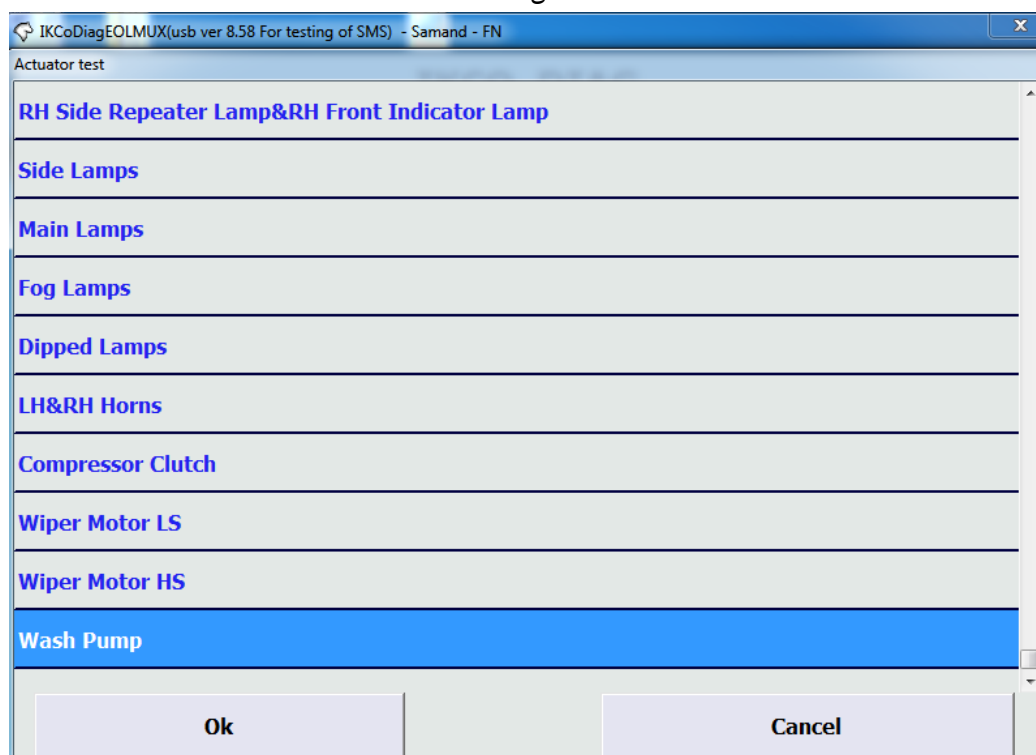 IKCoDiagEOLMUX(usb ver 8.58 For testing of SMS) - Samand - FN
Actuator test
RH Side Repeater Lamp&RH Front Indicator Lamp
Side Lamps
Main Lamps
Fog Lamps
Dipped Lamps
LH&RH Horns
Compressor Clutch
Wiper Motor LS
Wiper Motor HS
Wash Pump
Ok
Cancel